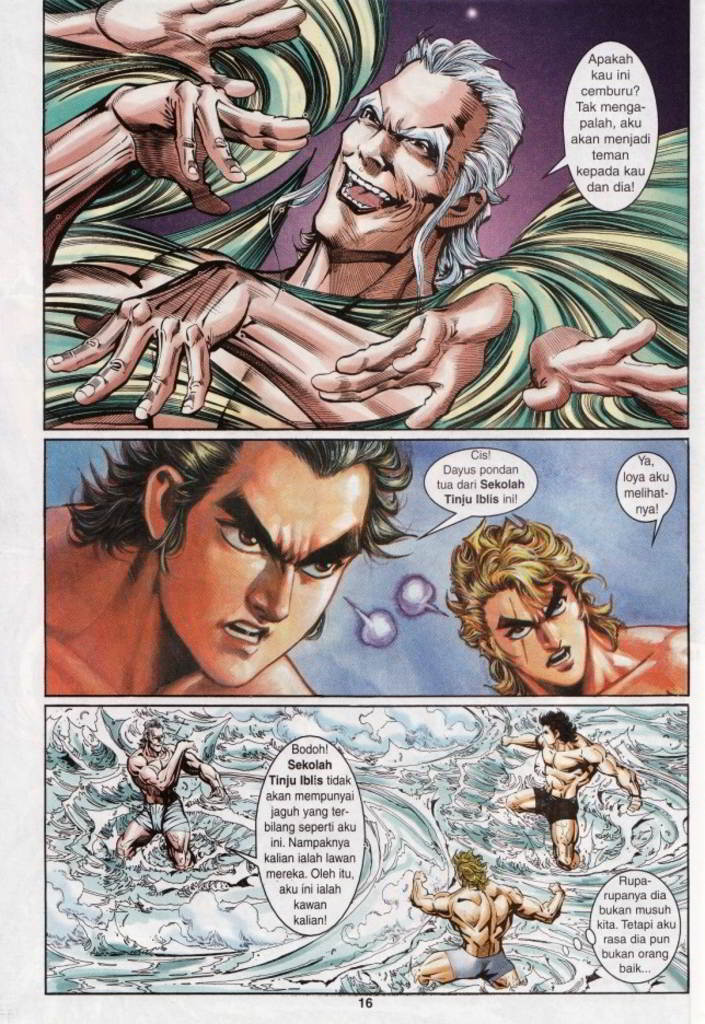 Apakah
kau ini
cemburu?
Tak menga-
palah, aku
akan menjadi
teman
kepada kau
dan dia!
Cis!
Dayus pondan
tua dari Sekolah
Tinju Iblis ini!
Ya,
loya aku
melihat-
nya!
Bodoh!
Sekolah
Tinju Iblis tidak
akan mempunyai
jaguh yang ter-
bilang seperti aku
ini. Nampaknya
kalian ialah lawan
mereka. Oleh itu,
aku ini ialah
kawan
kalian!
Rupa-
rupanya dia
bukan musuh
kita. Tetapi aku
rasa dia pun
bukan orang
baik...
16